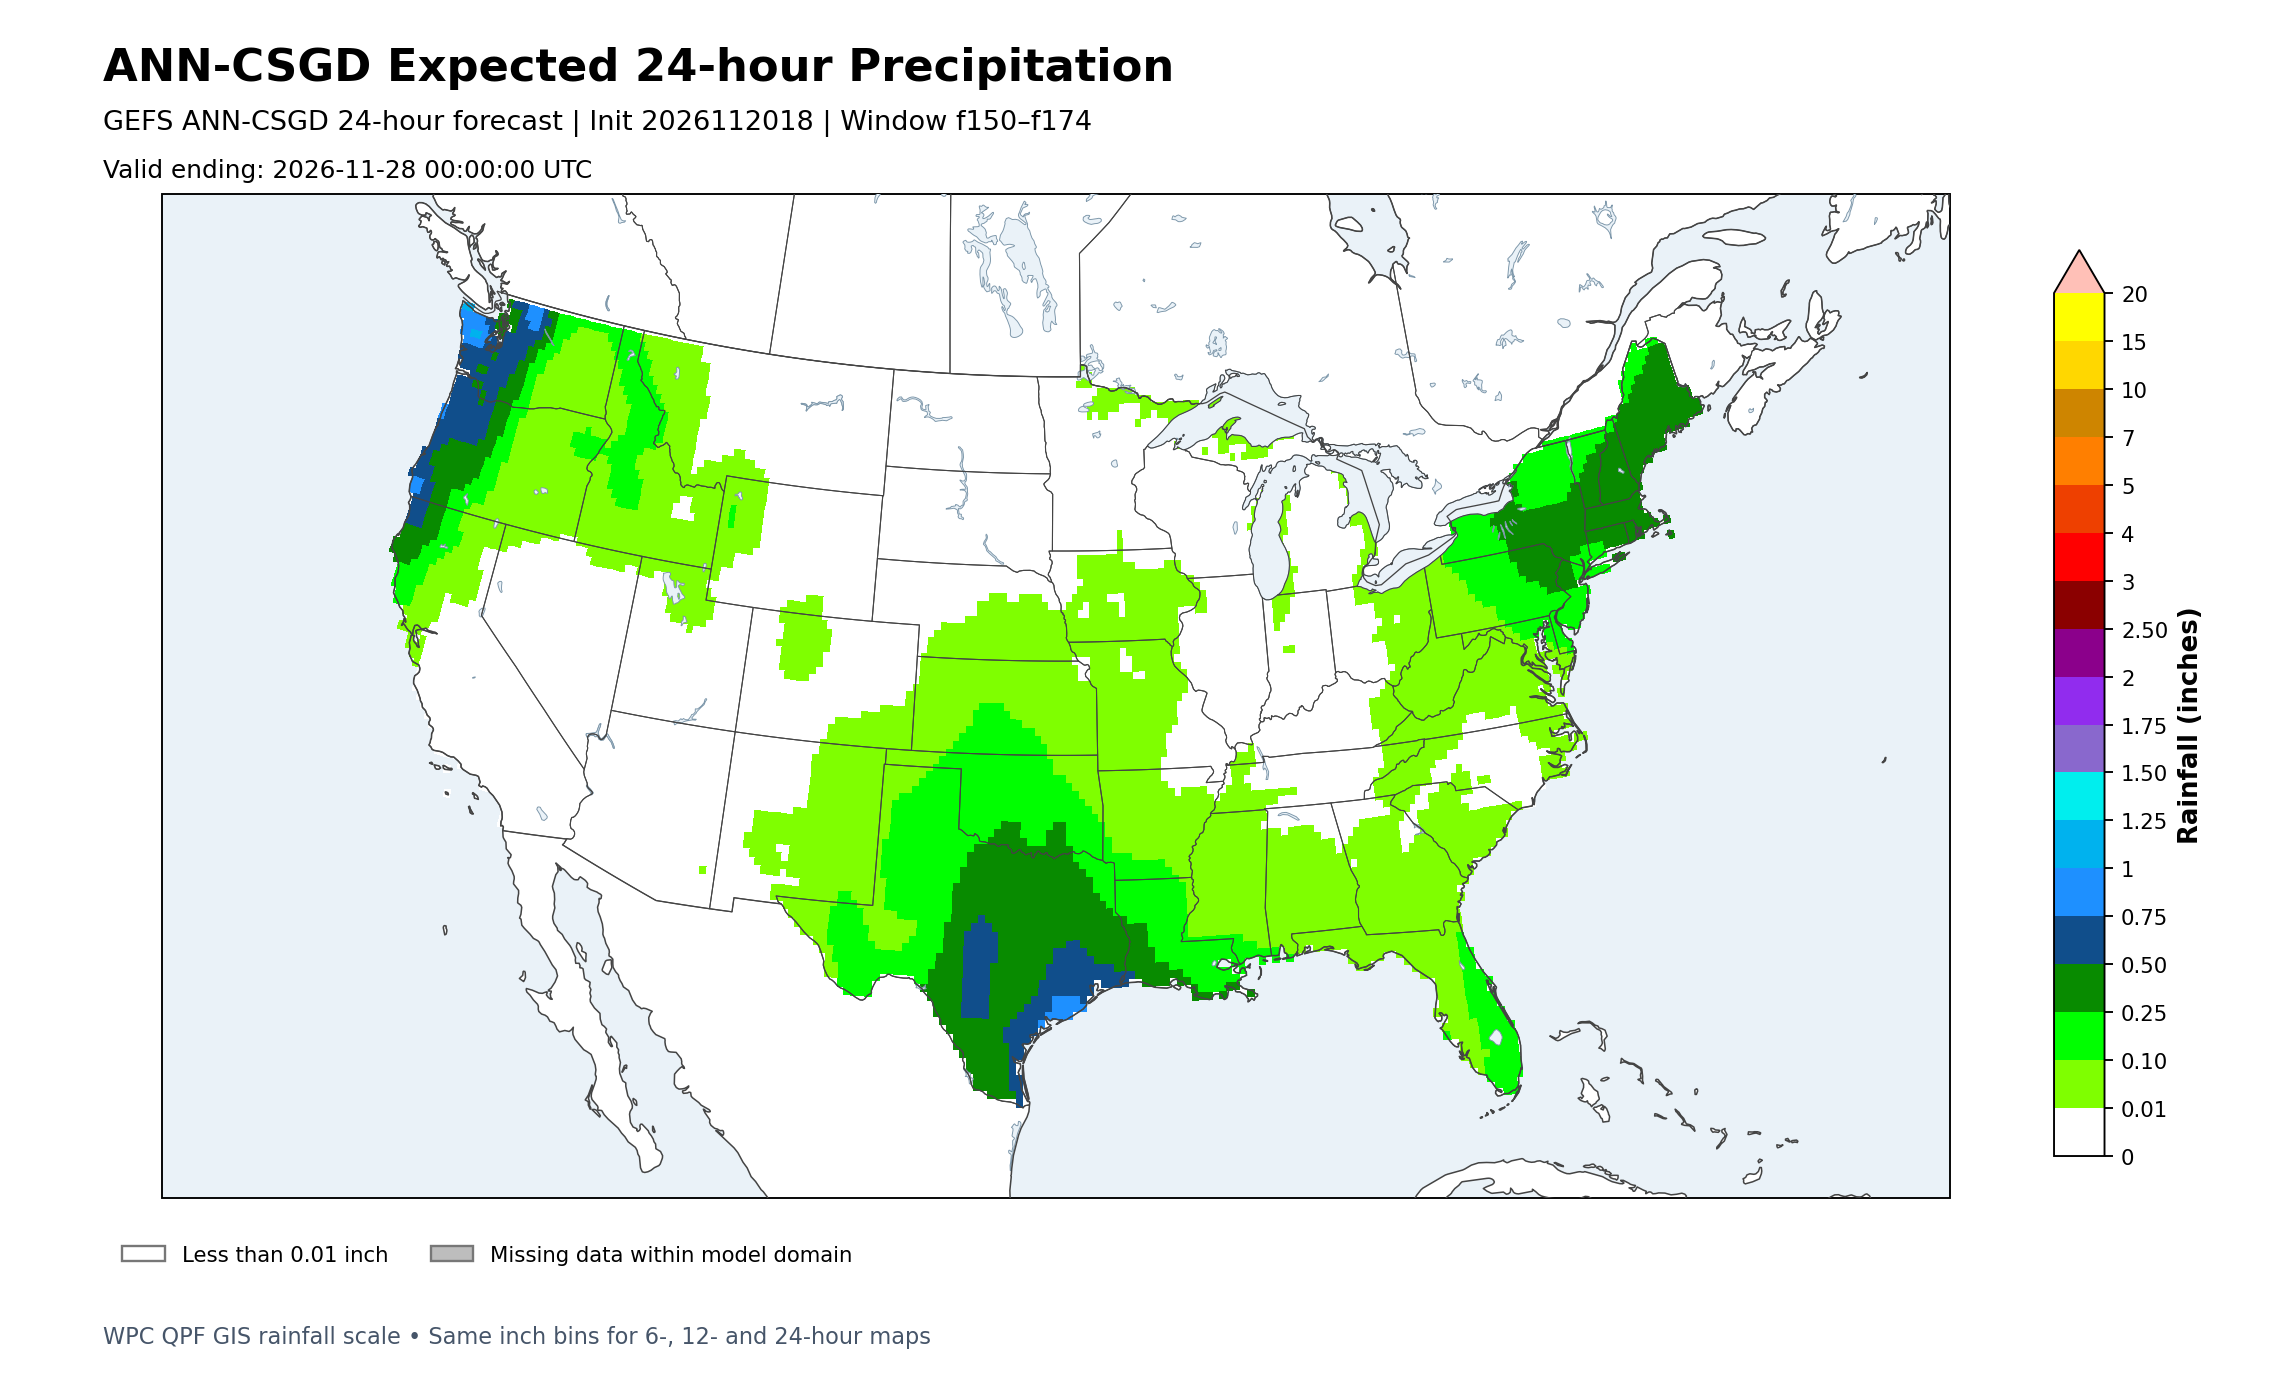 ANN-CSGD Expected 24-hour Precipitation
GEFS ANN-CSGD 24-hour forecast | Init 2026112018 | Window f150–f174
Valid ending: 2026-11-28 00:00:00 UTC
20
15
10
7
5
4
3
2.50
2
1.75
1.50
1.25
1
0.75
0.50
0.25
0.10
0.01
0
Rainfall (inches)
Less than 0.01 inch
Missing data within model domain
WPC QPF GIS rainfall scale • Same inch bins for 6-, 12- and 24-hour maps